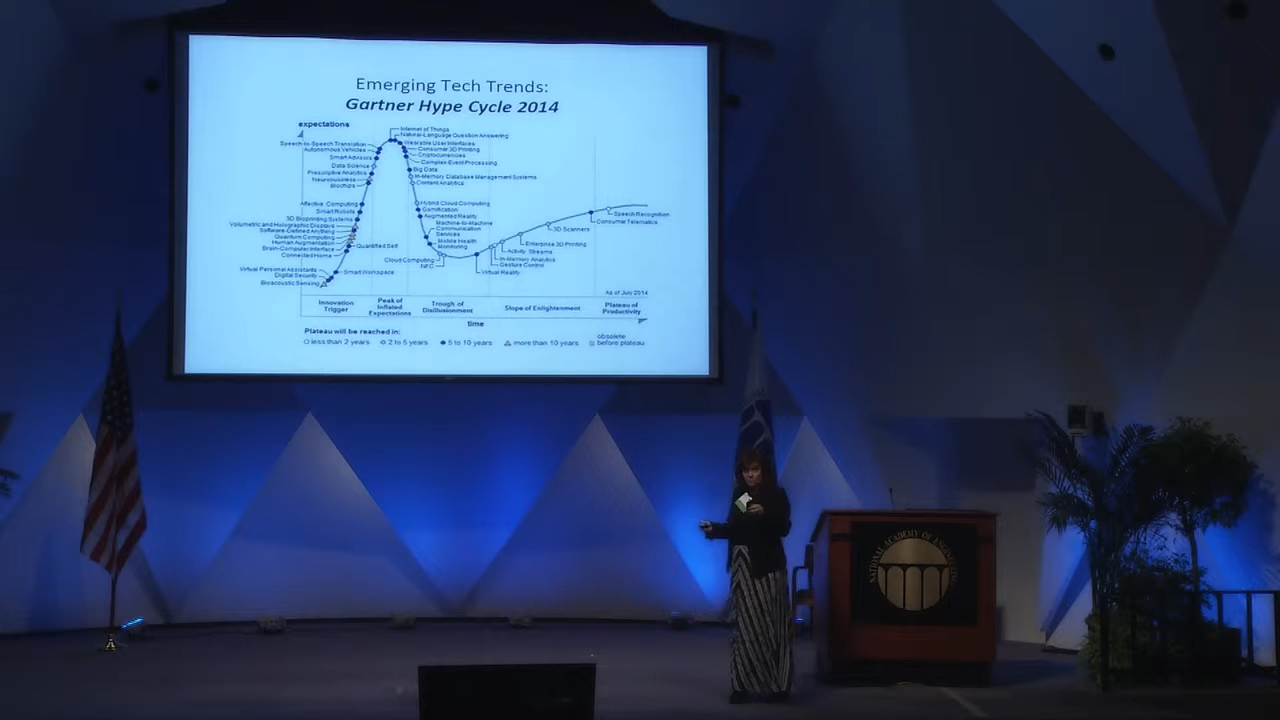 Emerging Tech Trends:
Gartner Hype Cycle 2014
expectations
Internet of Things
Natural-Language Question Answering
Wearable User Interfaces
Consumer 3D Printing
Cryptocurrencies
Complex-Event Processing
Big Data
In-Memory Database Management Systems
Content Analytics
Speech-to-Speech Translation
Autonomous Vehicles
Smart Advisors
Data Science
Prescriptive Analytics
Neurobusiness
Biochips
Affective Computing
Smart Robots
3D Bioprinting Systems
Volumetric and Holographic Displays
Software-Defined Anything
Quantum Computing
Human Augmentation
Brain-Computer Interface
Connected Home
Quantified Self
Virtual Personal Assistants
Digital Security
Bioacoustic Sensing
Smart Workspace
Hybrid Cloud Computing
Gamification
Augmented Reality
Machine-to-Machine
Communication
Services
Mobile Health
Monitoring
Cloud Computing
NFC
Virtual Reality
Gesture Control
In-Memory Analytics
Activity Streams
Enterprise 3D Printing
3D Scanners
Consumer Telematics
Speech Recognition
As of July 2014
Innovation
Trigger
Peak of
Inflated
Expectations
Trough of
Disillusionment
Slope of Enlightenment
Plateau of
Productivity
time
Plateau will be reached in:
less than 2 years
2 to 5 years
5 to 10 years
more than 10 years
obsolete
before plateau
NATIONAL ACADEMY OF ENGINEERING